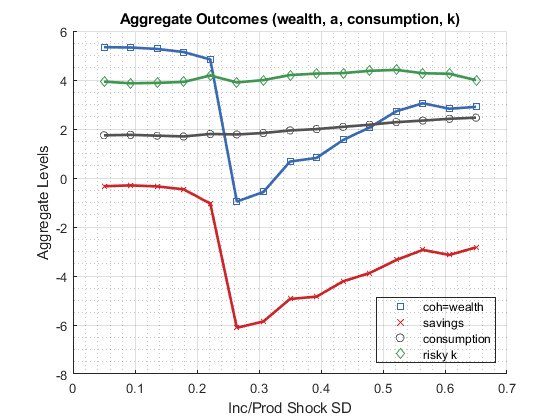 Aggregate Outcomes (wealth, a, consumption, k)
Aggregate Levels
6
4
2
0
-2
-4
-6
-8
0 0.1 0.2 0.3 0.4 0.5 0.6 0.7
Inc/Prod Shock SD
coh=wealth
savings
consumption
risky k